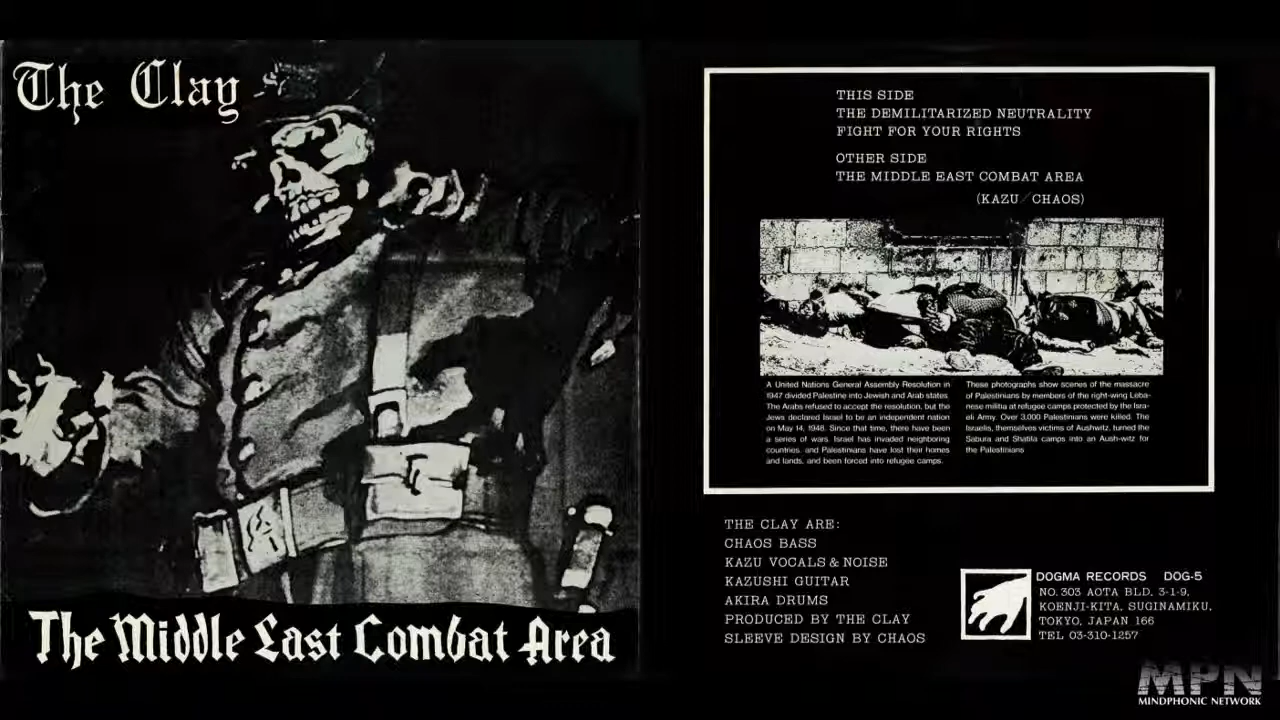 The Clay
The Middle East Combat Area
THIS SIDE
THE DEMILITARIZED NEUTRALITY
FIGHT FOR YOUR RIGHTS
OTHER SIDE
THE MIDDLE EAST COMBAT AREA
(KAZU/CHAOS)
A United Nations General Assembly Resolution in
1947 divided Palestine into Jewish and Arab states.
The Arabs refused to accept the resolution, but the
Jews declared Israel to be an independent nation
on May 14, 1948. Since that time, there have been
a series of wars. Israel has invaded neighboring
countries, and Palestinians have lost their homes
and lands, and been forced into refugee camps.
These photographs show scenes of the massacre
of Palestinians by members of the right-wing Leba-
nese militia at refugee camps protected by the Isra-
eli Army. Over 3,000 Palestinians were killed. The
Israelis, themselves victims of Aushwitz, turned the
Sabura and Shatila camps into an Aush-witz for
the Palestinians
THE CLAY ARE:
CHAOS BASS
KAZU VOCALS & NOISE
KAZUSHI GUITAR
AKIRA DRUMS
PRODUCED BY THE CLAY
SLEEVE DESIGN BY CHAOS
DOGMA RECORDS DOG-5
NO. 303 AOTA BLD. 3-1-9,
KOENJI-KITA, SUGINAMIKU,
TOKYO, JAPAN 166
TEL 03-310-1257
MPN
MINDPHONIC NETWORK